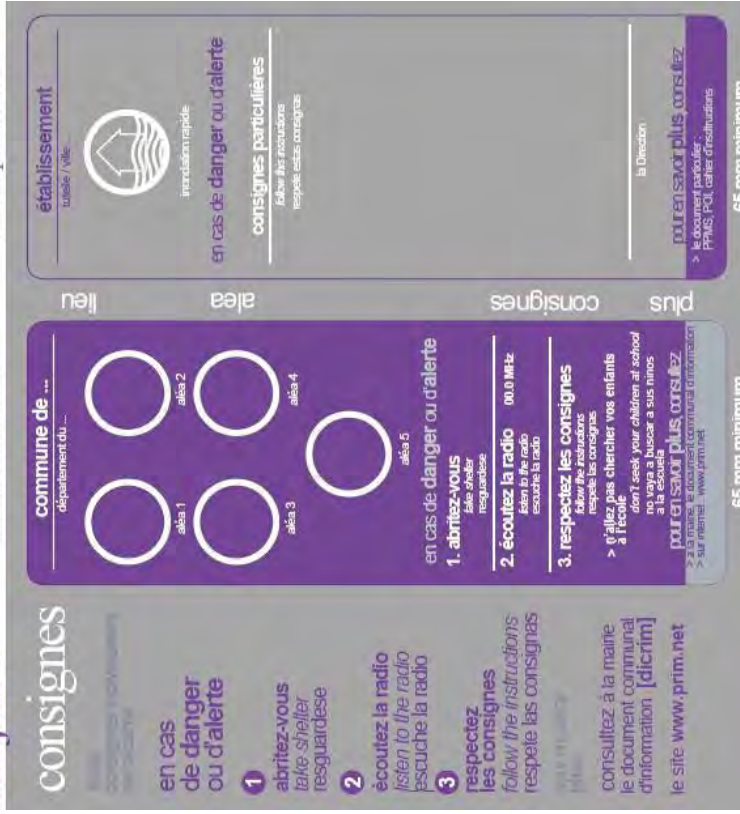 consignes
en cas
de danger
ou d'alerte
1
abritez-vous
take shelter
resguardese
2
écoutez la radio
listen to the radio
escuche la radio
3
respectez
les consignes
follow the instructions
respete las consignas
consultez à la mairie
le document communal
d'information [dicrim]
le site www.prim.net
commune de ...
département du ...
aléa 1
aléa 2
aléa 3
aléa 4
aléa 5
en cas de danger ou d'alerte
1. abritez-vous
take shelter
resguardese
2. écoutez la radio 00.0 MHz
listen to the radio
escuche la radio
3. respectez les consignes
follow the instructions
respete las consignas
> n'allez pas chercher vos enfants
à l'école
don't seek your children at school
no vaya a buscar a sus ninos
a la escuela
pour en savoir plus, consultez
> à la mairie, le document communal d'information
> sur internet : www.prim.net
65 mm minimum
lieu
alea
consignes
plus
établissement
tutelle / ville...
inondation rapide
en cas de danger ou d'alerte
consignes particulières
follow this instructions
respete estas consignas
la Direction
pour en savoir plus, consultez
> le document particulier :
PPMS, POI, cahier d'insdtructions
65 mm minimum